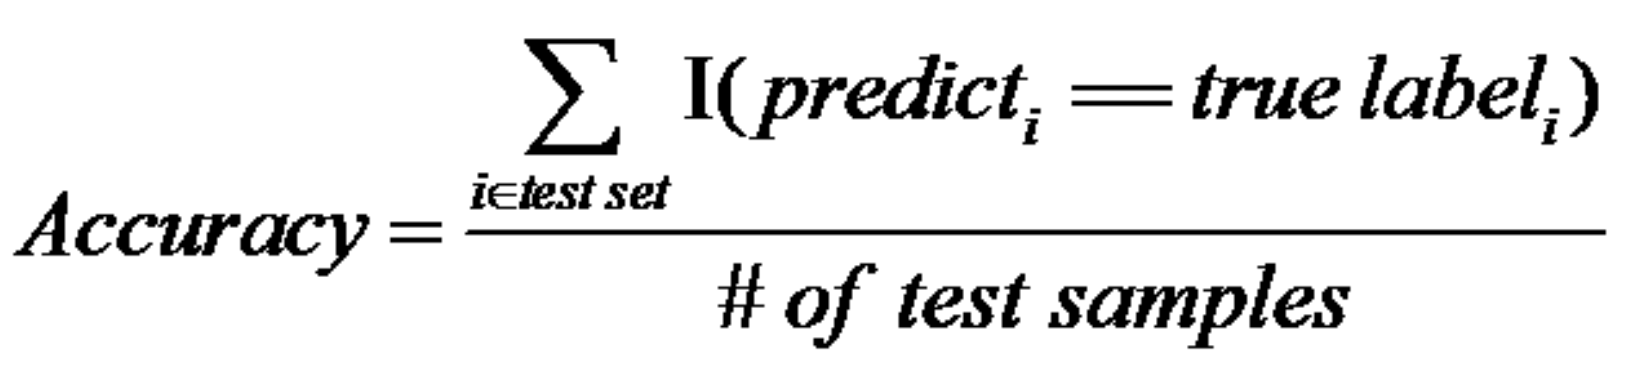 Accuracy = ∑ i∈test set I(predict_i == true label_i)
# of test samples